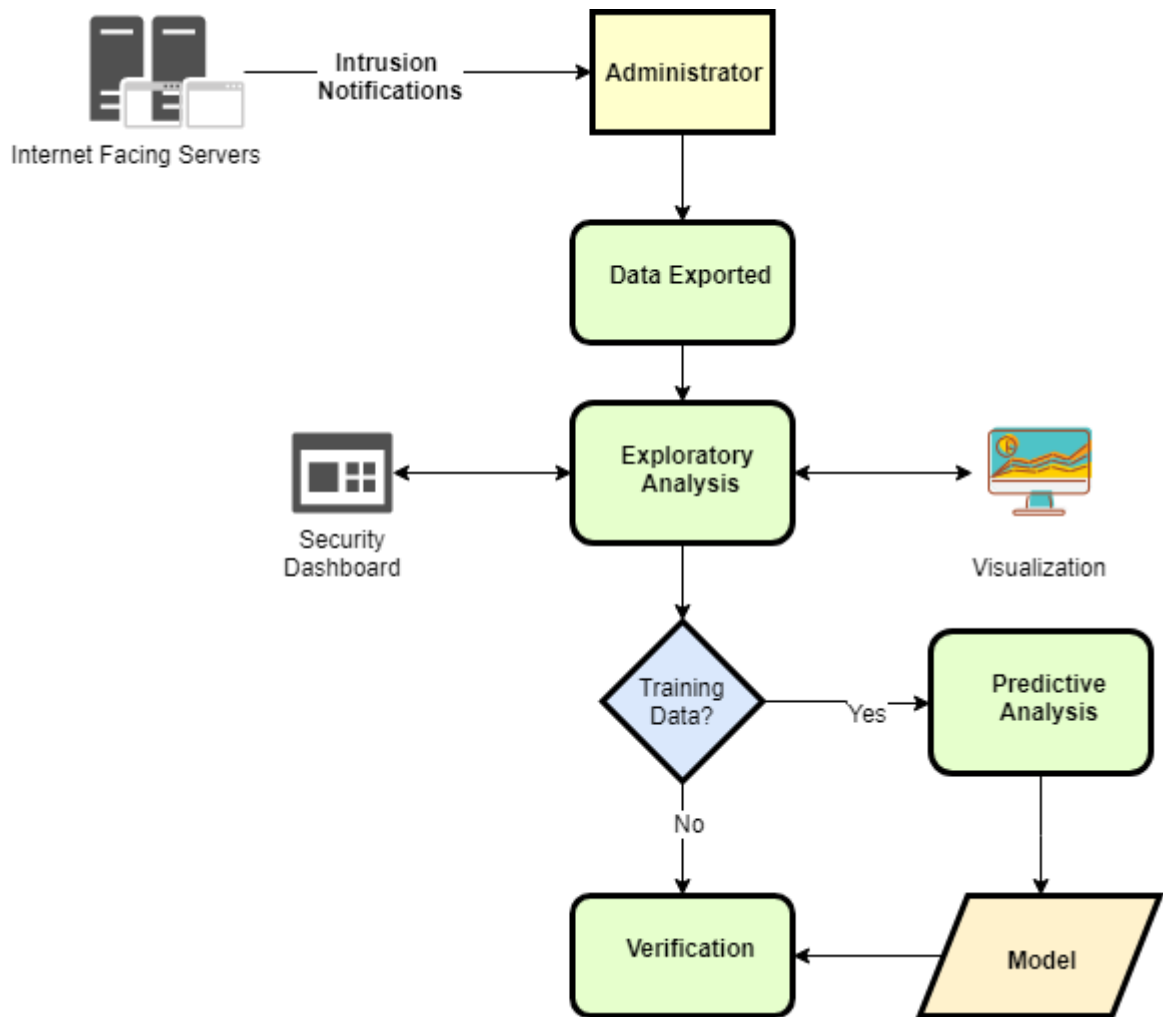 Intrusion
Notifications
Administrator
Internet Facing Servers
Data Exported
Exploratory
Analysis
Security
Dashboard
Visualization
Training
Data?
Yes
Predictive
Analysis
No
Verification
Model